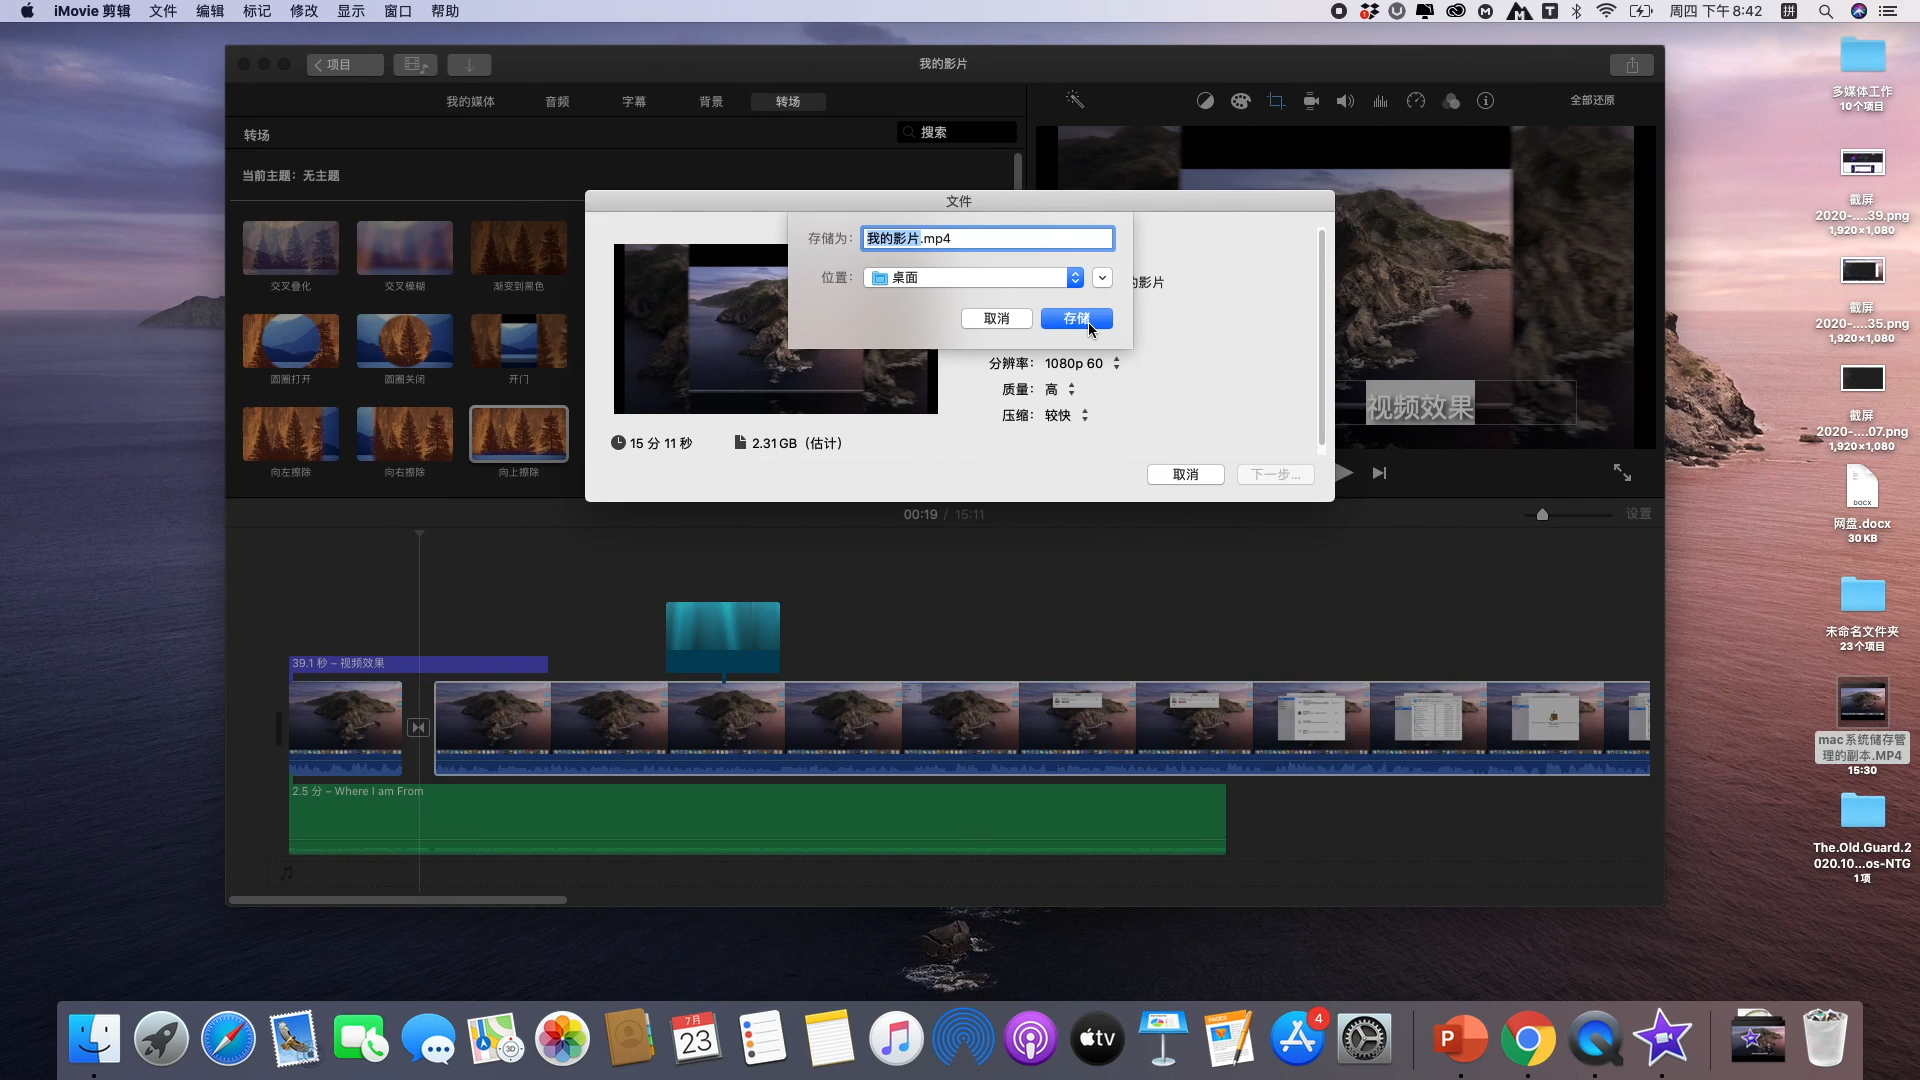 iMovie 剪辑 文件 编辑 标记 修改 显示 窗口 帮助
周四 下午 8:42 拼
项目
我的影片
我的媒体 音频 字幕 背景 转场
全部还原
转场
搜索
当前主题：无主题
交叉叠化 交叉模糊 渐变到黑色
圆圈打开 圆圈关闭 开门
向左擦除 向右擦除 向上擦除
文件
存储为：
我的影片.mp4
位置：
桌面
取消
存储
的影片
分辨率： 1080p 60
质量： 高
压缩： 较快
15 分 11 秒
2.31 GB（估计）
取消
下一步...
视频效果
00:19 / 15:11
设置
39.1 秒 – 视频效果
2.5 分 – Where I am From
多媒体工作
10个项目
截屏
2020-....39.png
1,920×1,080
截屏
2020-....35.png
1,920×1,080
截屏
2020-....07.png
1,920×1,080
DOCX
网盘.docx
30 KB
未命名文件夹
23个项目
mac系统储存管
理的副本.MP4
15:30
The.Old.Guard.2
020.10...os-NTG
1项
7月
23
3D
tv
PAGES
4
P